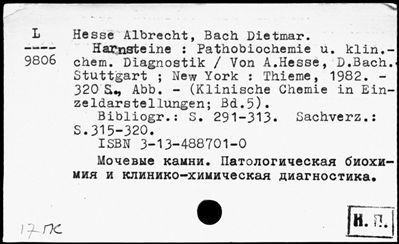 L
9806
Hesse Albrecht, Bach Dietmar.
Harnsteine : Pathobiochemie u. klin.-
chem. Diagnostik / Von A.Hesse, D.Bach.
Stuttgart ; New York : Thieme, 1982. -
320 S., Abb. - (Klinische Chemie in Ein-
zeldarstellungen; Bd.5).
Bibliogr.: S. 291-313. Sachverz.:
S.315-320.
ISBN 3-13-488701-0
Мочевые камни. Патологическая биохи-
мия и клинико-химическая диагностика.
17 ПК
Н. П.